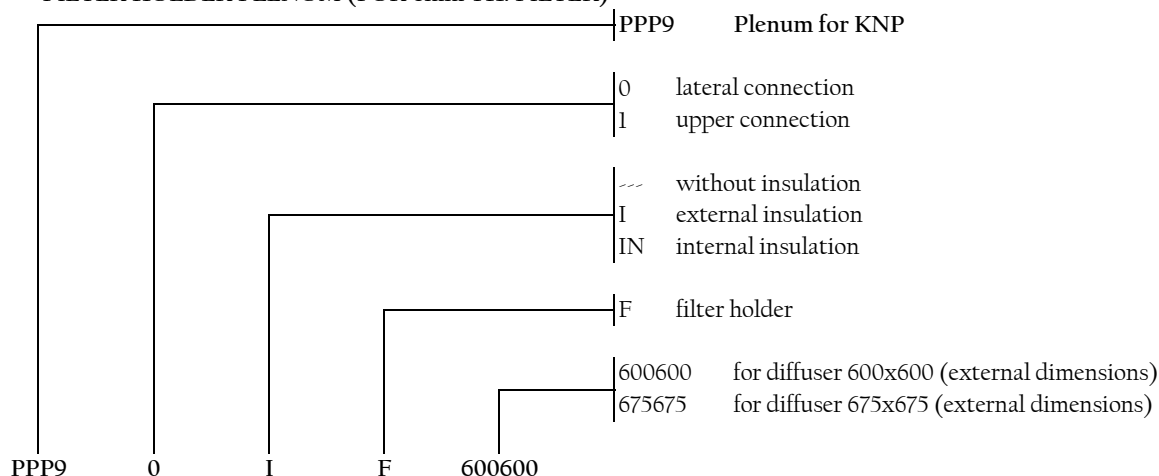 PPP9 Plenum for KNP
0 lateral connection
1 upper connection
--- without insulation
I external insulation
IN internal insulation
F filter holder
600600 for diffuser 600x600 (external dimensions)
675675 for diffuser 675x675 (external dimensions)
PPP9 0 I F 600600